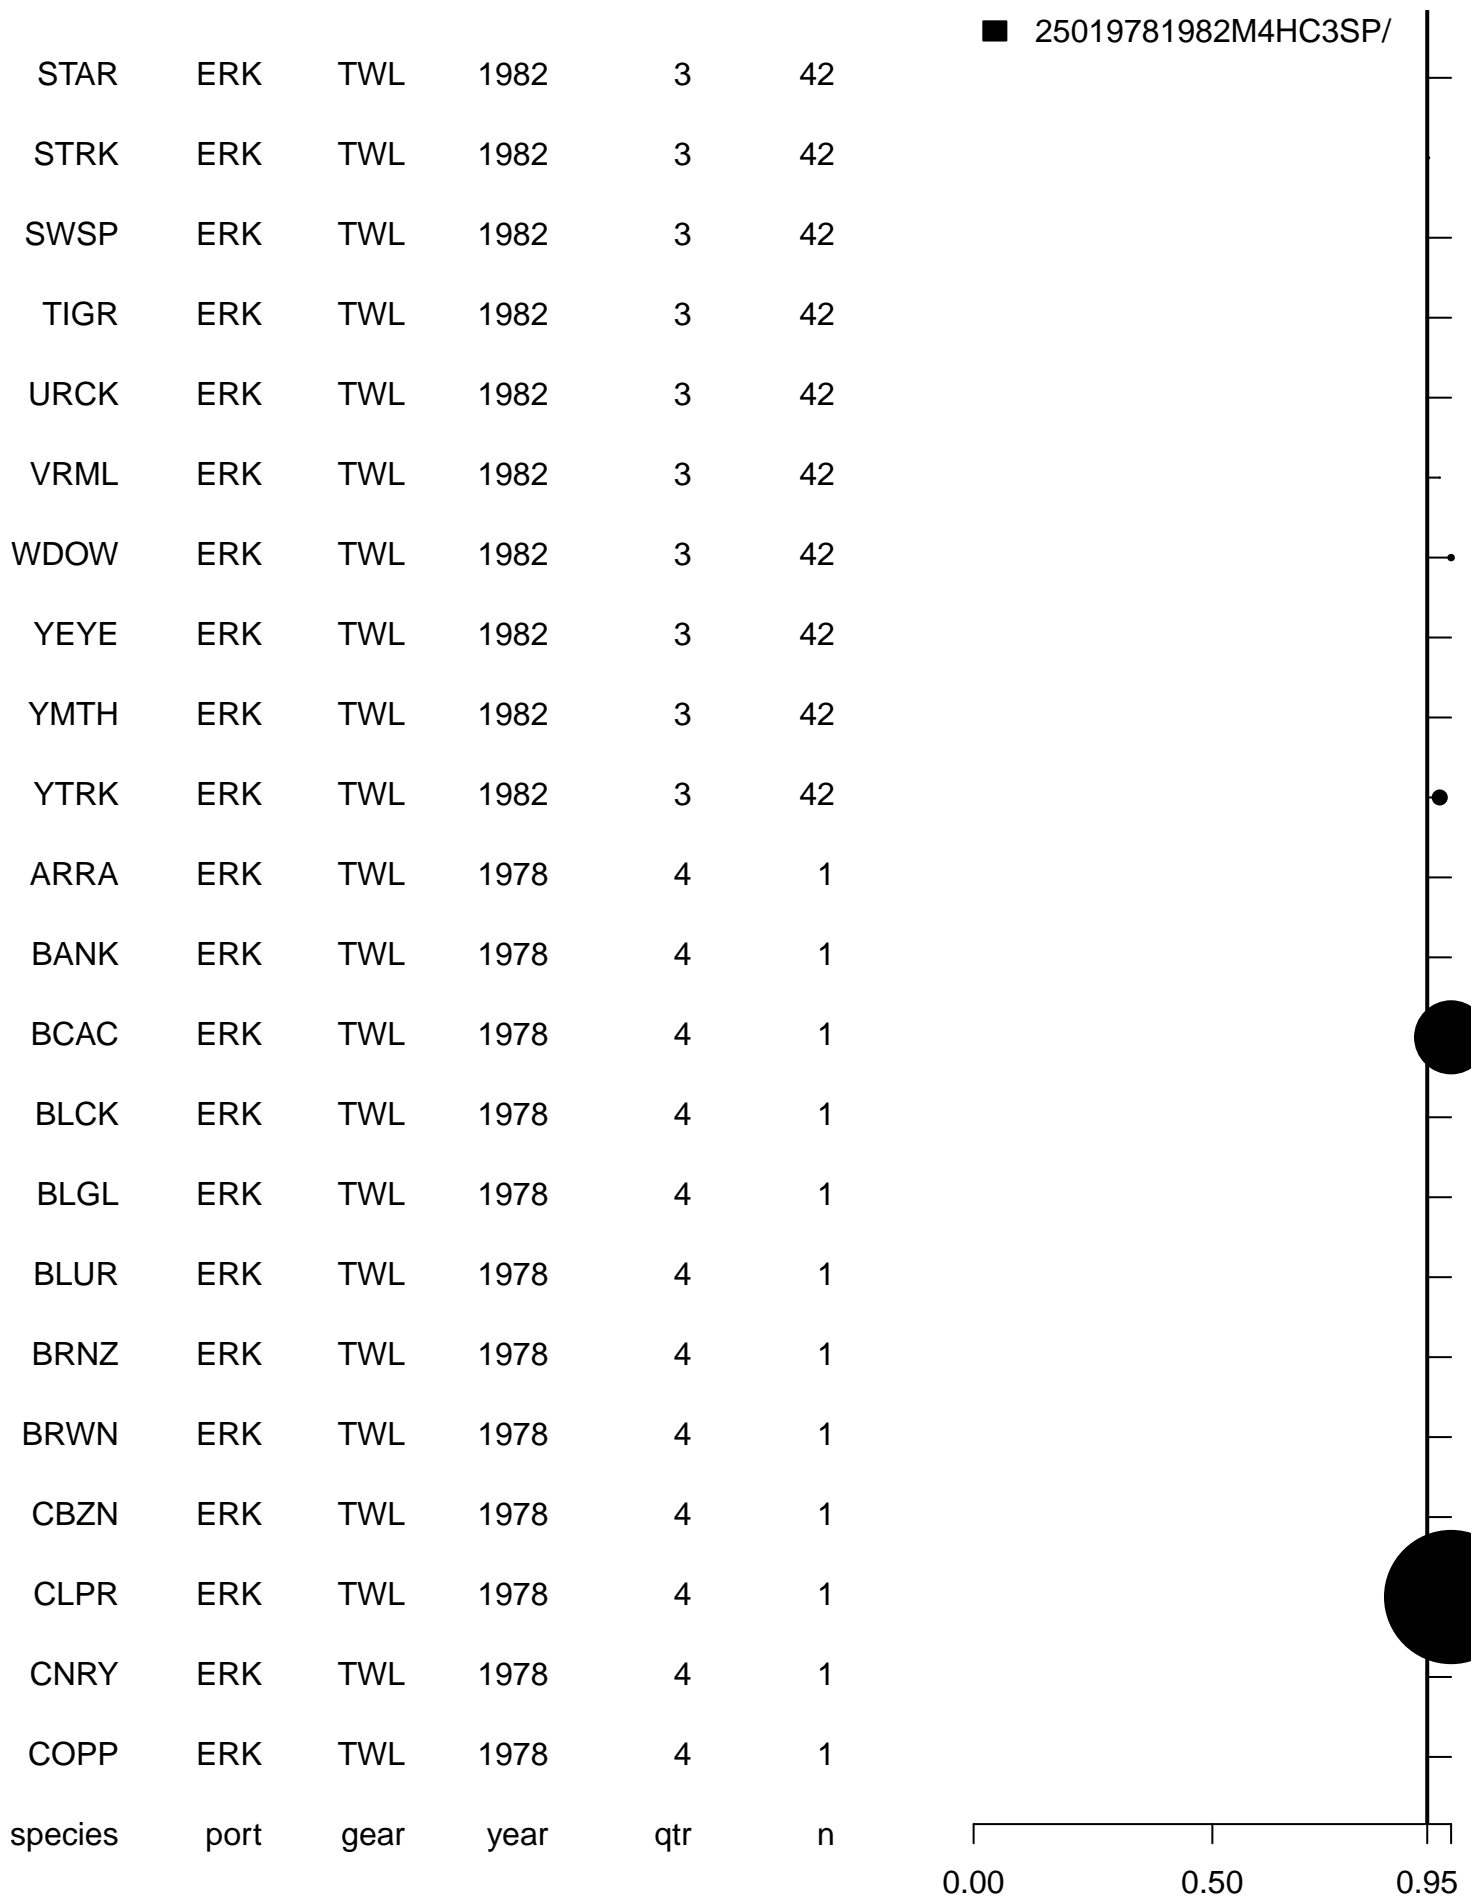 25019781982M4HC3SP/
STAR ERK TWL 1982 3 42
STRK ERK TWL 1982 3 42
SWSP ERK TWL 1982 3 42
TIGR ERK TWL 1982 3 42
URCK ERK TWL 1982 3 42
VRML ERK TWL 1982 3 42
WDOW ERK TWL 1982 3 42
YEYE ERK TWL 1982 3 42
YMTH ERK TWL 1982 3 42
YTRK ERK TWL 1982 3 42
ARRA ERK TWL 1978 4 1
BANK ERK TWL 1978 4 1
BCAC ERK TWL 1978 4 1
BLCK ERK TWL 1978 4 1
BLGL ERK TWL 1978 4 1
BLUR ERK TWL 1978 4 1
BRNZ ERK TWL 1978 4 1
BRWN ERK TWL 1978 4 1
CBZN ERK TWL 1978 4 1
CLPR ERK TWL 1978 4 1
CNRY ERK TWL 1978 4 1
COPP ERK TWL 1978 4 1
species port gear year qtr n
0.00 0.50 0.95